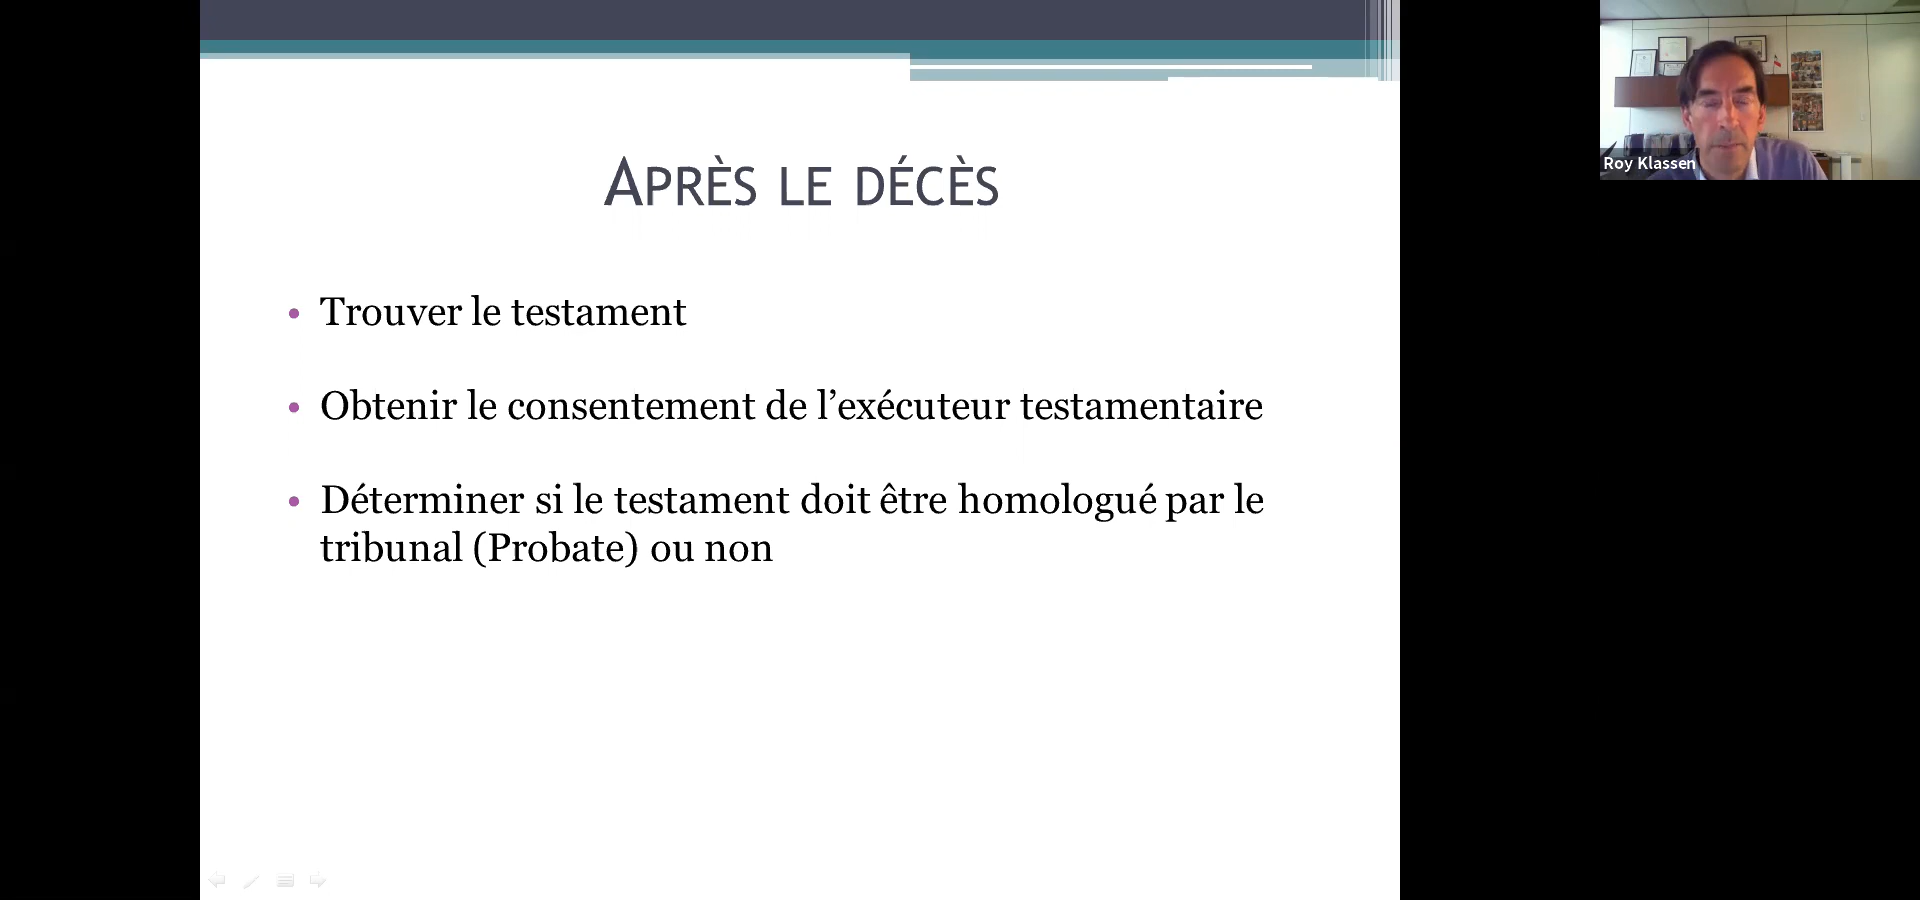 APRÈS LE DÉCÈS
• Trouver le testament
• Obtenir le consentement de l’exécuteur testamentaire
• Déterminer si le testament doit être homologué par le
tribunal (Probate) ou non
Roy Klassen